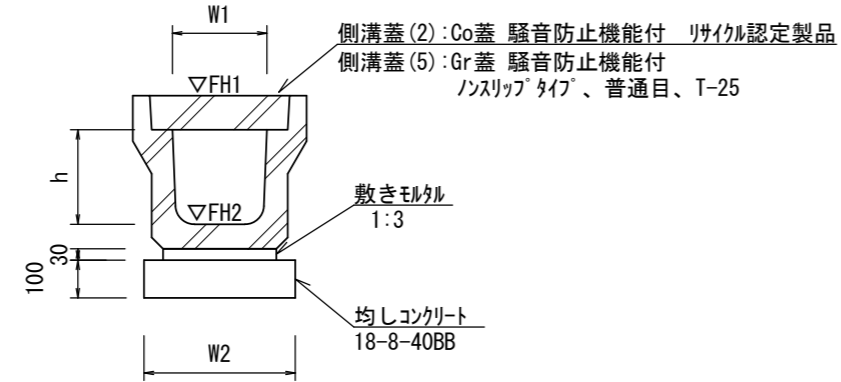 W1
側溝蓋(2):Co蓋 騒音防止機能付 ﾘｻｲｸﾙ認定製品
側溝蓋(5):Gr蓋 騒音防止機能付
ﾉﾝｽﾘｯﾌﾟﾀｲﾌﾟ、普通目、T-25
▽FH1
h
▽FH2
敷きﾓﾙﾀﾙ
1:3
30
100
均しｺﾝｸﾘｰﾄ
18-8-40BB
W2